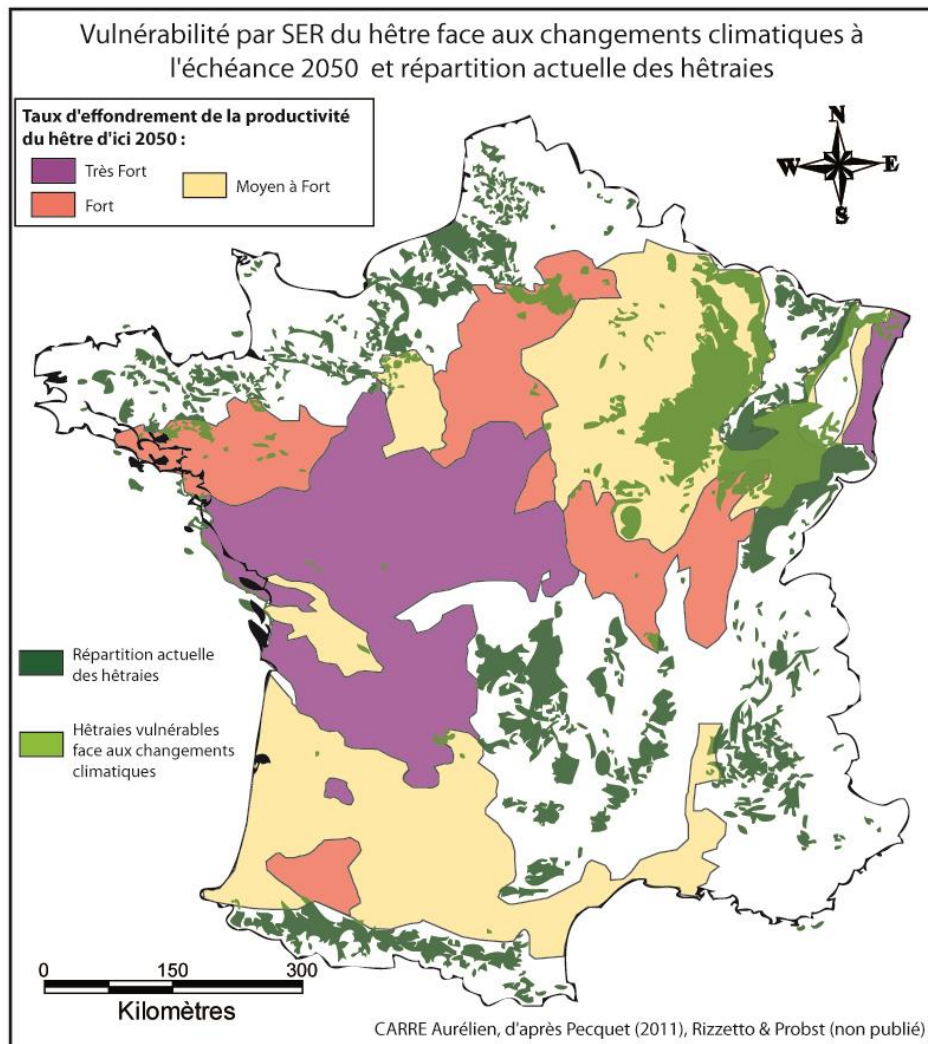 Vulnérabilité par SER du hêtre face aux changements climatiques à
l'échéance 2050 et répartition actuelle des hêtraies
Taux d'effondrement de la productivité
du hêtre d'ici 2050 :
Très Fort
Fort
Moyen à Fort
N
W
E
S
Répartition actuelle
des hêtraies
Hêtraies vulnérables
face aux changements
climatiques
0 150 300
Kilomètres
CARRE Aurélien, d'après Pecquet (2011), Rizzetto & Probst (non publié)